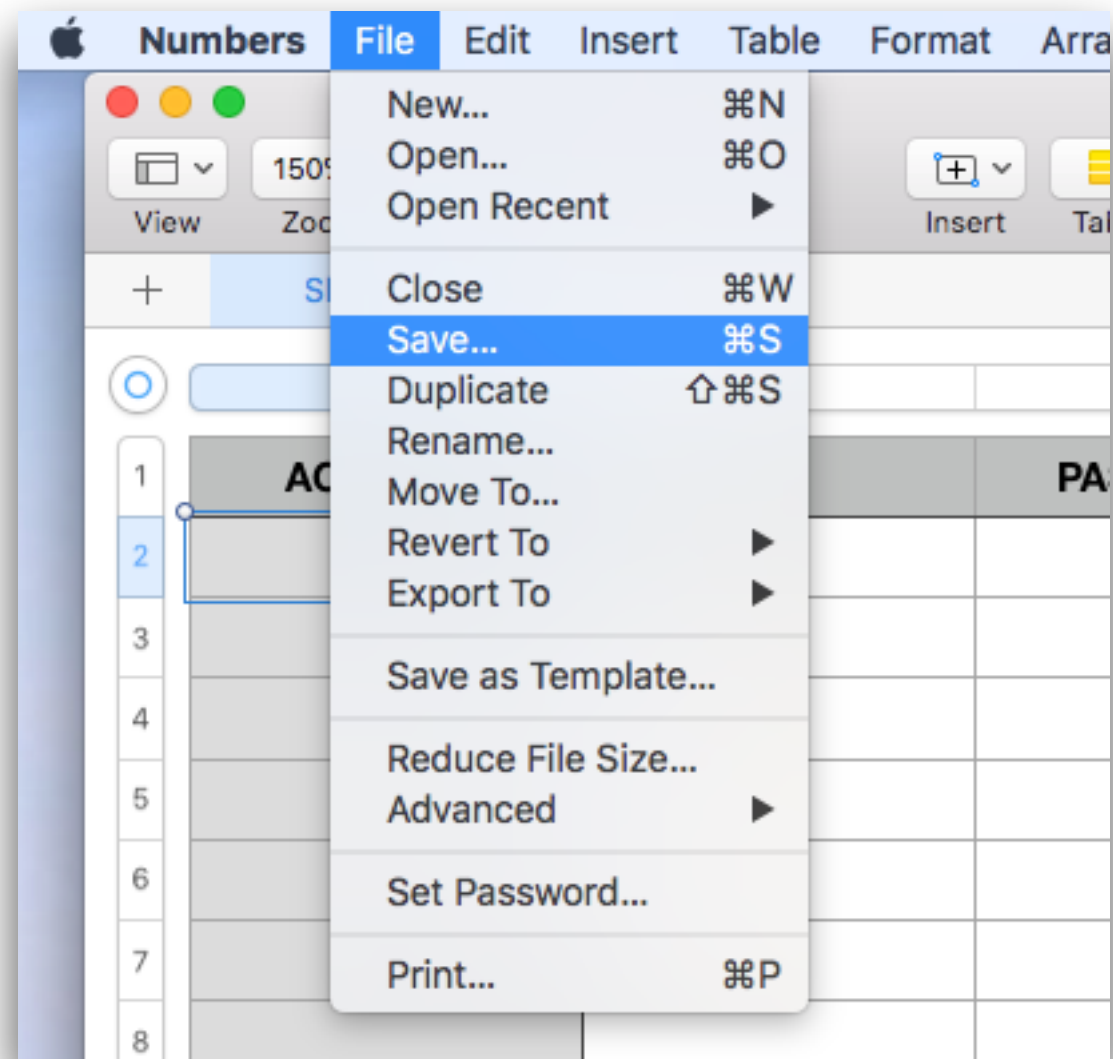 Numbers File Edit Insert Table Format
150%
View Insert
New... ⌘N
Open... ⌘O
Open Recent ▶
Close ⌘W
Save... ⌘S
Duplicate ⇧⌘S
Rename...
Move To...
Revert To ▶
Export To ▶
Save as Template...
Reduce File Size...
Advanced ▶
Set Password...
Print... ⌘P
1
2
3
4
5
6
7
8